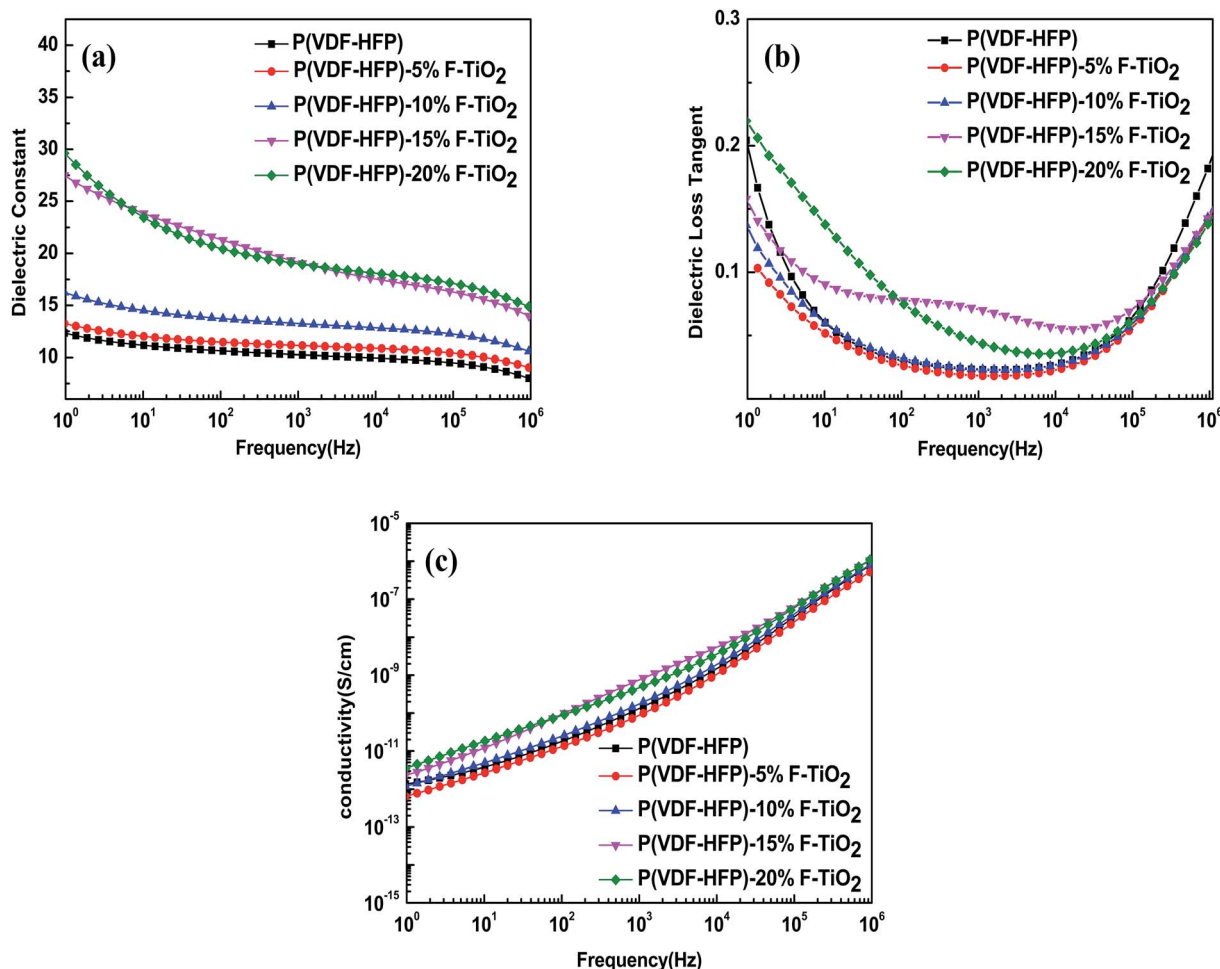 (a)
P(VDF-HFP)
P(VDF-HFP)-5% F-TiO2
P(VDF-HFP)-10% F-TiO2
P(VDF-HFP)-15% F-TiO2
P(VDF-HFP)-20% F-TiO2
Dielectric Constant
40
35
30
25
20
15
10
10^0 10^1 10^2 10^3 10^4 10^5 10^6
Frequency(Hz)
(b)
P(VDF-HFP)
P(VDF-HFP)-5% F-TiO2
P(VDF-HFP)-10% F-TiO2
P(VDF-HFP)-15% F-TiO2
P(VDF-HFP)-20% F-TiO2
Dielectric Loss Tangent
0.3
0.2
0.1
10^0 10^1 10^2 10^3 10^4 10^5 10^6
Frequency(Hz)
(c)
conductivity(S/cm)
10^-5
10^-7
10^-9
10^-11
10^-13
10^-15
P(VDF-HFP)
P(VDF-HFP)-5% F-TiO2
P(VDF-HFP)-10% F-TiO2
P(VDF-HFP)-15% F-TiO2
P(VDF-HFP)-20% F-TiO2
10^0 10^1 10^2 10^3 10^4 10^5 10^6
Frequency(Hz)